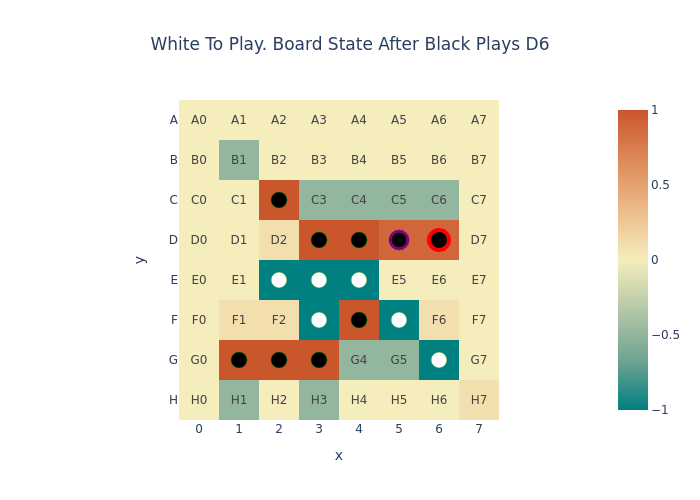 White To Play. Board State After Black Plays D6
A A0 A1 A2 A3 A4 A5 A6 A7
B B0 B1 B2 B3 B4 B5 B6 B7
C C0 C1 C3 C4 C5 C6 C7
D D0 D1 D2 D7
E E0 E1 E5 E6 E7
F F0 F1 F2 F6 F7
G G0 G4 G5 G7
H H0 H1 H2 H3 H4 H5 H6 H7
0 1 2 3 4 5 6 7
x
y
1
0.5
0
−0.5
−1